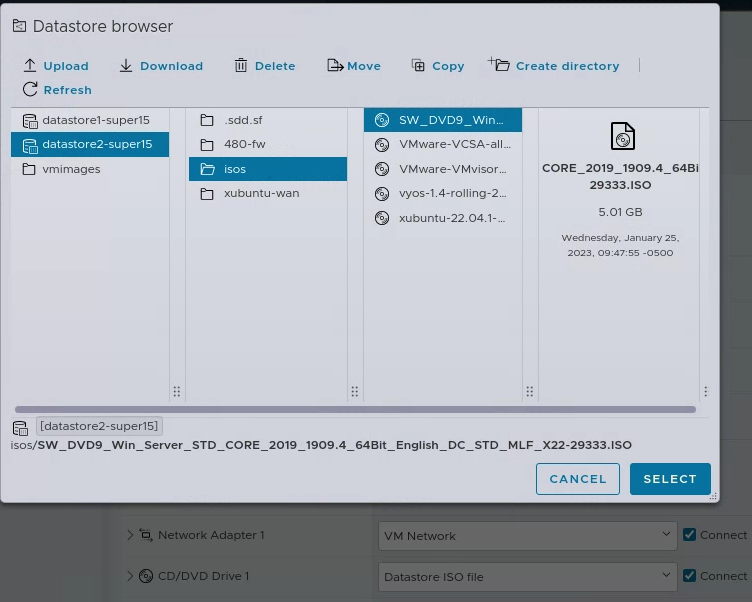 Datastore browser
Upload Download Delete Move Copy Create directory
Refresh
datastore1-super15
datastore2-super15
vmimages
.sdd.sf
480-fw
isos
xubuntu-wan
SW_DVD9_Win...
VMware-VCSA-all...
VMware-VMvisor...
vyos-1.4-rolling-2...
xubuntu-22.04.1-...
CORE_2019_1909.4_64Bi
29333.ISO
5.01 GB
Wednesday, January 25,
2023, 09:47:55 -0500
[datastore2-super15]
isos/SW_DVD9_Win_Server_STD_CORE_2019_1909.4_64Bit_English_DC_STD_MLF_X22-29333.ISO
CANCEL SELECT
Network Adapter 1 VM Network Connect
CD/DVD Drive 1 Datastore ISO file Connect